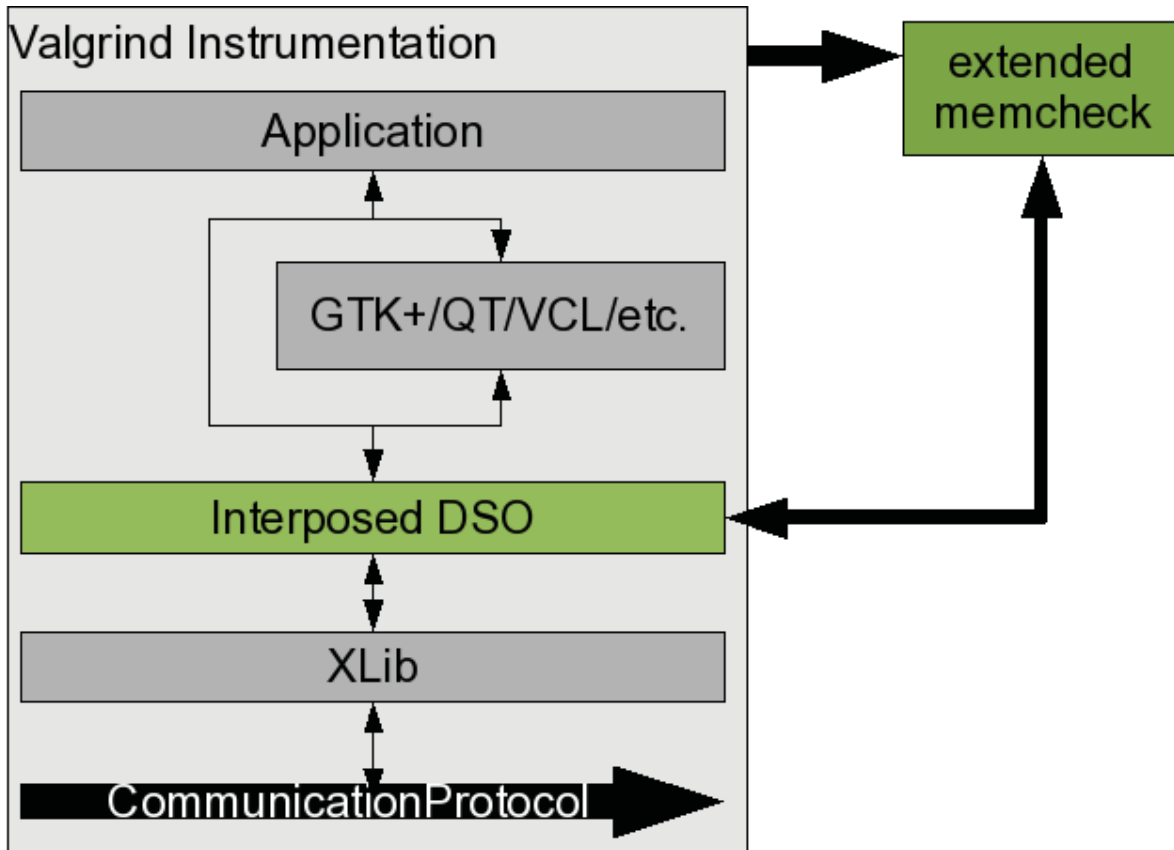 Valgrind Instrumentation
extended
memcheck
Application
GTK+/QT/VCL/etc.
Interposed DSO
XLib
CommunicationProtocol